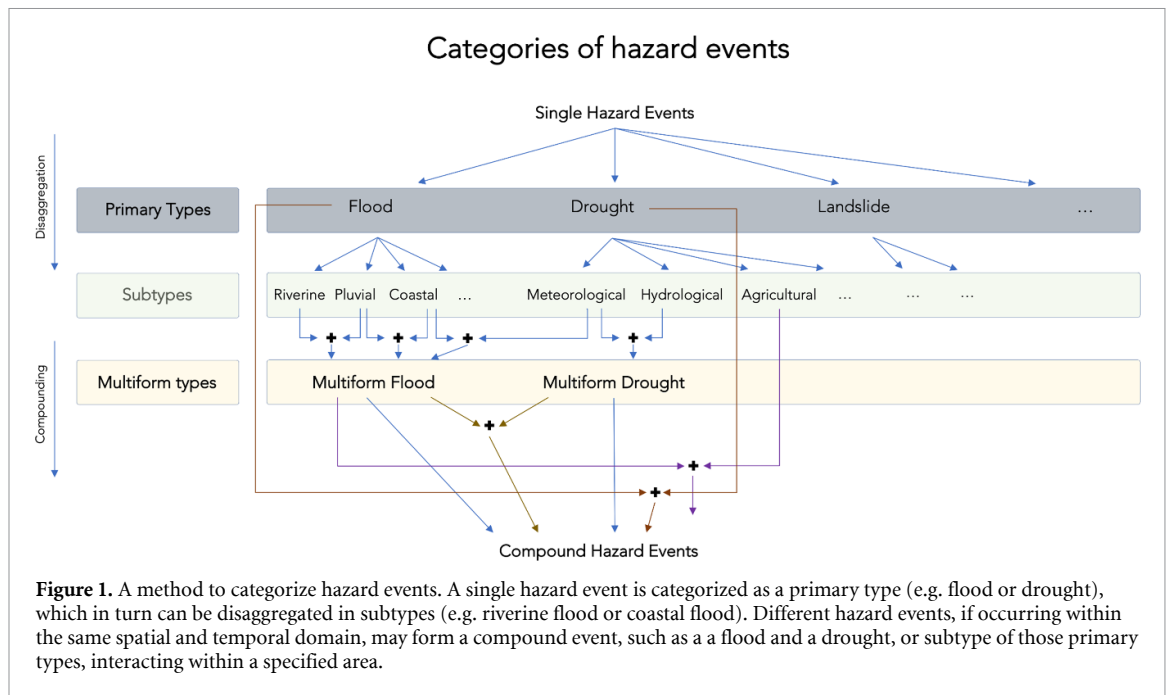 Categories of hazard events
Single Hazard Events
Disaggregation
Primary Types
Flood
Drought
Landslide
...
Subtypes
Riverine Pluvial Coastal ... Meteorological Hydrological Agricultural ... ... ...
+ + + +
Compounding
Multiform types
Multiform Flood
Multiform Drought
+
+
+
Compound Hazard Events
Figure 1. A method to categorize hazard events. A single hazard event is categorized as a primary type (e.g. flood or drought),
which in turn can be disaggregated in subtypes (e.g. riverine flood or coastal flood). Different hazard events, if occurring within
the same spatial and temporal domain, may form a compound event, such as a a flood and a drought, or subtype of those primary
types, interacting within a specified area.